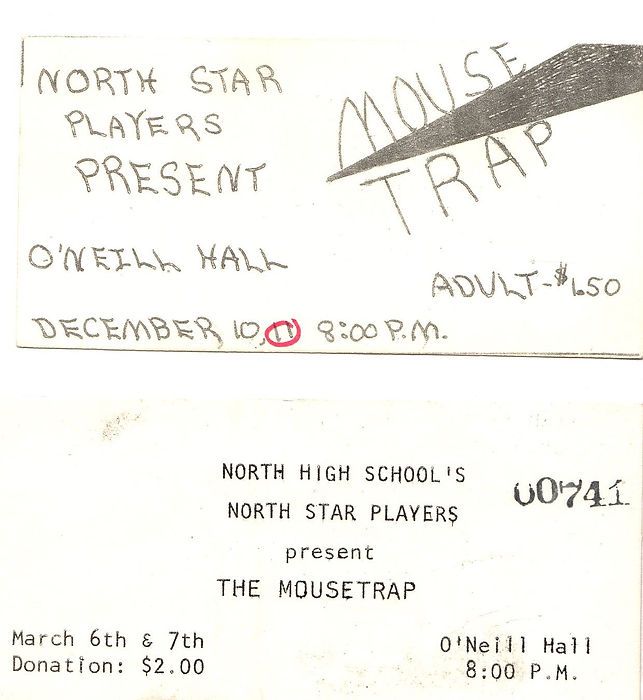 NORTH STAR
PLAYERS
PRESENT
MOUSE
TRAP
O'NEILL HALL
ADULT-$1.50
DECEMBER 10, 11 8:00 P.M.
NORTH HIGH SCHOOL'S
00741
NORTH STAR PLAYERS
present
THE MOUSETRAP
March 6th & 7th
Donation: $2.00
O'Neill Hall
8:00 P.M.